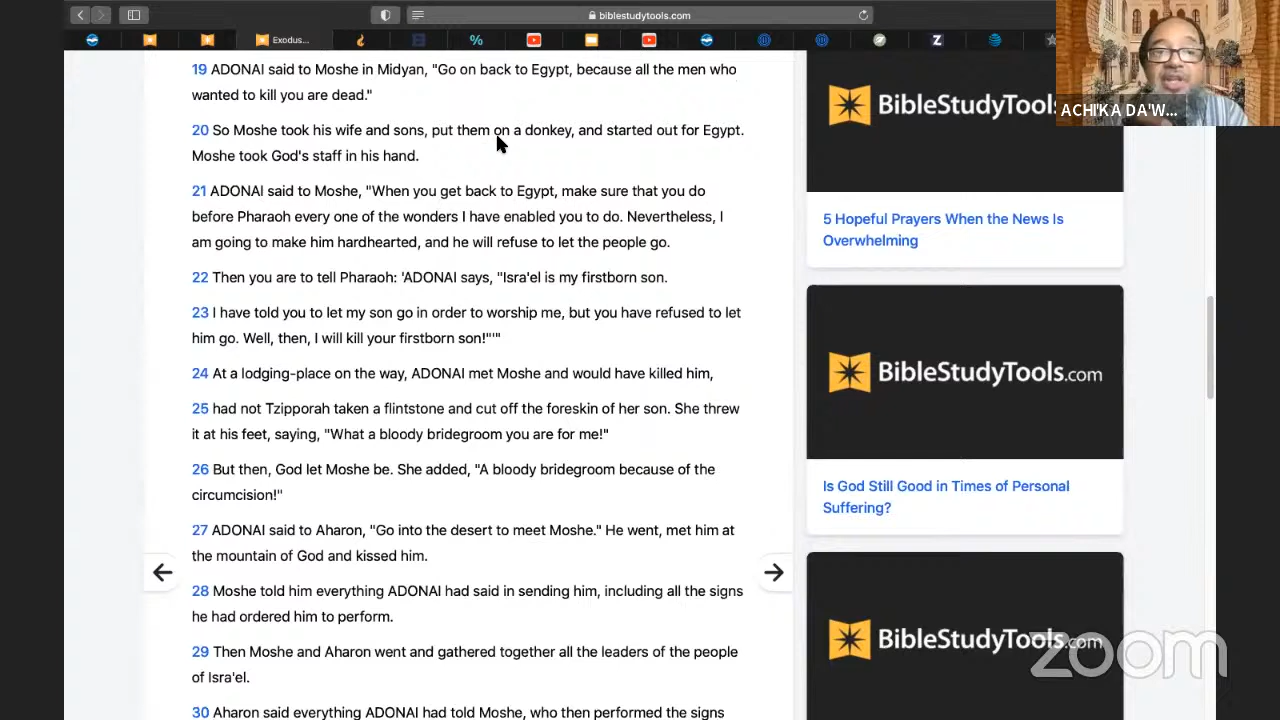 biblestudytools.com
Exodus...
19 ADONAI said to Moshe in Midyan, "Go on back to Egypt, because all the men who
wanted to kill you are dead."
20 So Moshe took his wife and sons, put them on a donkey, and started out for Egypt.
Moshe took God's staff in his hand.
21 ADONAI said to Moshe, "When you get back to Egypt, make sure that you do
before Pharaoh every one of the wonders I have enabled you to do. Nevertheless, I
am going to make him hardhearted, and he will refuse to let the people go.
22 Then you are to tell Pharaoh: 'ADONAI says, "Isra'el is my firstborn son.
23 I have told you to let my son go in order to worship me, but you have refused to let
him go. Well, then, I will kill your firstborn son!"'"
24 At a lodging-place on the way, ADONAI met Moshe and would have killed him,
25 had not Tzipporah taken a flintstone and cut off the foreskin of her son. She threw
it at his feet, saying, "What a bloody bridegroom you are for me!"
26 But then, God let Moshe be. She added, "A bloody bridegroom because of the
circumcision!"
27 ADONAI said to Aharon, "Go into the desert to meet Moshe." He went, met him at
the mountain of God and kissed him.
28 Moshe told him everything ADONAI had said in sending him, including all the signs
he had ordered him to perform.
29 Then Moshe and Aharon went and gathered together all the leaders of the people
of Isra'el.
30 Aharon said everything ADONAI had told Moshe, who then performed the signs
BibleStudyTools
ACHI'KA DA'W...
5 Hopeful Prayers When the News Is
Overwhelming
BibleStudyTools.com
Is God Still Good in Times of Personal
Suffering?
BibleStudyTools.com
zoom